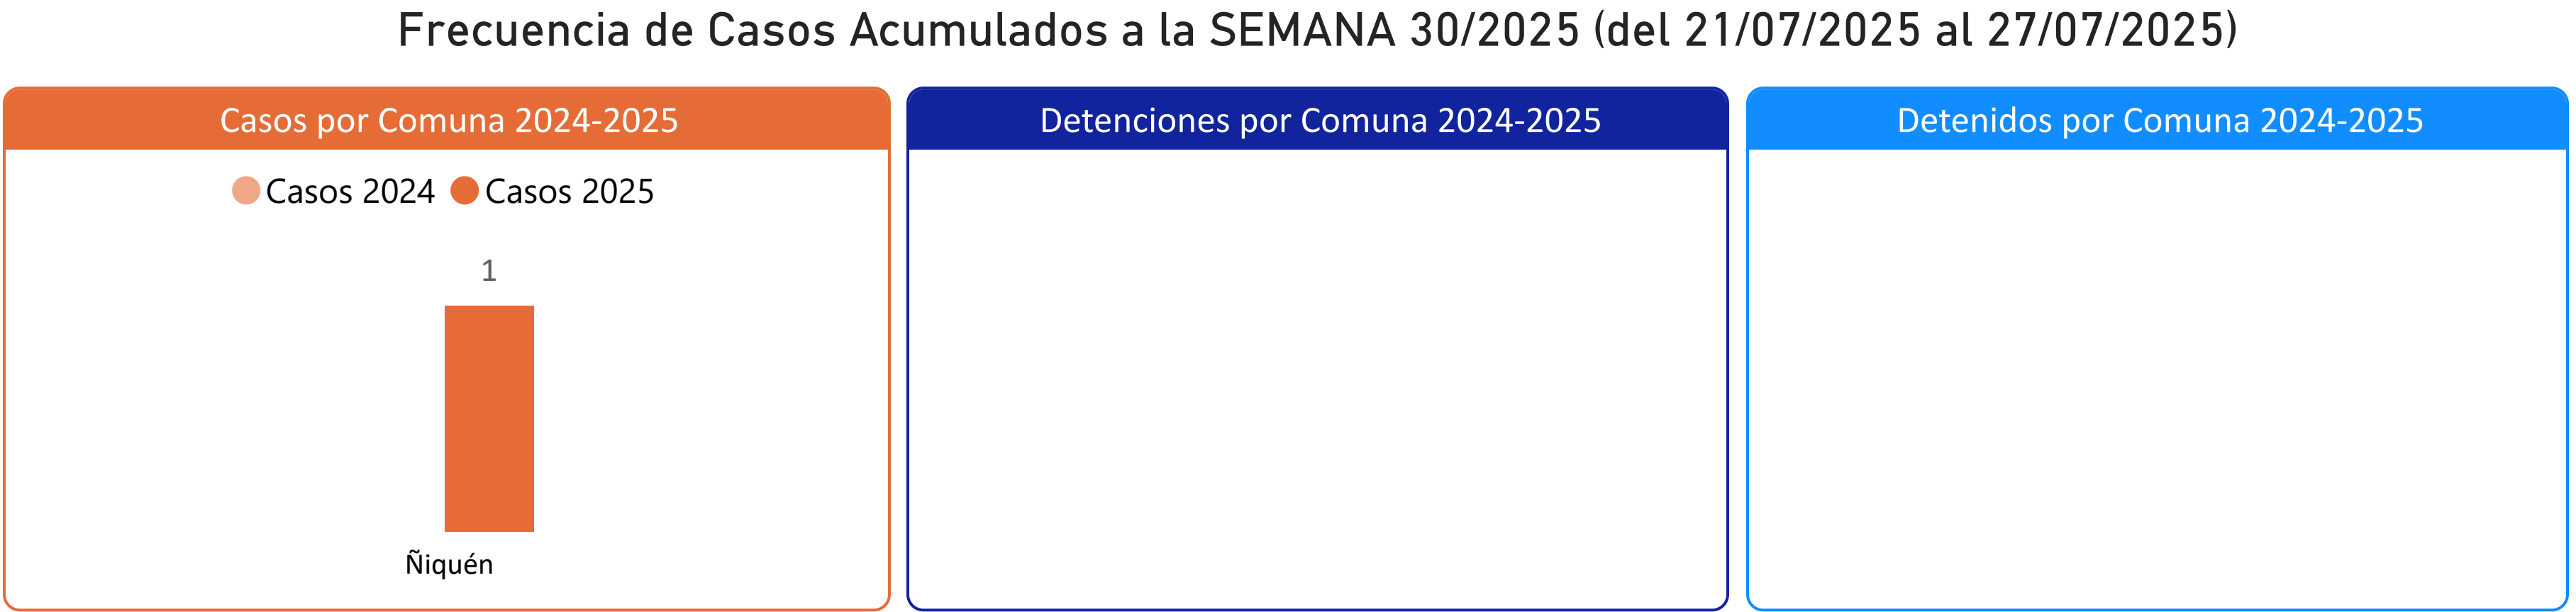 Frecuencia de Casos Acumulados a la SEMANA 30/2025 (del 21/07/2025 al 27/07/2025)
Casos por Comuna 2024-2025
Casos 2024 Casos 2025
1
Ñiquén
Detenciones por Comuna 2024-2025
Detenidos por Comuna 2024-2025